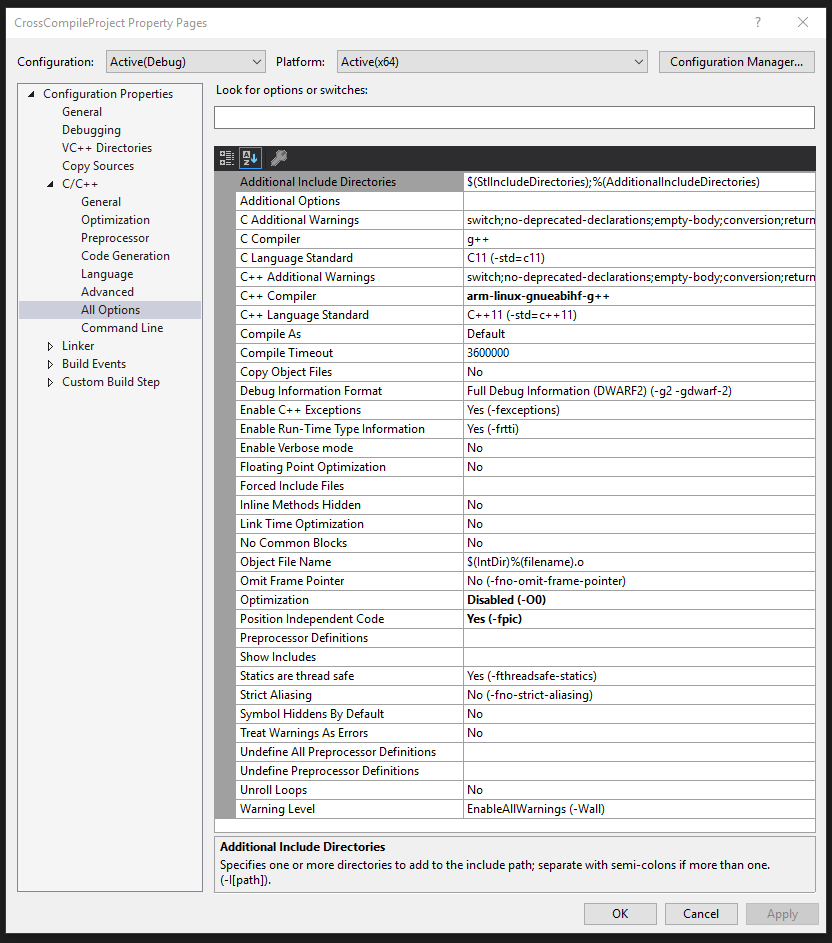 CrossCompileProject Property Pages
?
Configuration: Active(Debug) Platform: Active(x64) Configuration Manager...
Configuration Properties
General
Debugging
VC++ Directories
Copy Sources
C/C++
General
Optimization
Preprocessor
Code Generation
Language
Advanced
All Options
Command Line
Linker
Build Events
Custom Build Step
Look for options or switches:
Additional Include Directories $(StlIncludeDirectories);%(AdditionalIncludeDirectories)
Additional Options
C Additional Warnings switch;no-deprecated-declarations;empty-body;conversion;return
C Compiler g++
C Language Standard C11 (-std=c11)
C++ Additional Warnings switch;no-deprecated-declarations;empty-body;conversion;return
C++ Compiler arm-linux-gnueabihf-g++
C++ Language Standard C++11 (-std=c++11)
Compile As Default
Compile Timeout 3600000
Copy Object Files No
Debug Information Format Full Debug Information (DWARF2) (-g2 -gdwarf-2)
Enable C++ Exceptions Yes (-fexceptions)
Enable Run-Time Type Information Yes (-frtti)
Enable Verbose mode No
Floating Point Optimization No
Forced Include Files
Inline Methods Hidden No
Link Time Optimization No
No Common Blocks No
Object File Name $(IntDir)%(filename).o
Omit Frame Pointer No (-fno-omit-frame-pointer)
Optimization Disabled (-O0)
Position Independent Code Yes (-fpic)
Preprocessor Definitions
Show Includes
Statics are thread safe Yes (-fthreadsafe-statics)
Strict Aliasing No (-fno-strict-aliasing)
Symbol Hiddens By Default No
Treat Warnings As Errors No
Undefine All Preprocessor Definitions
Undefine Preprocessor Definitions
Unroll Loops No
Warning Level EnableAllWarnings (-Wall)
Additional Include Directories
Specifies one or more directories to add to the include path; separate with semi-colons if more than one.
(-I[path]).
OK Cancel Apply